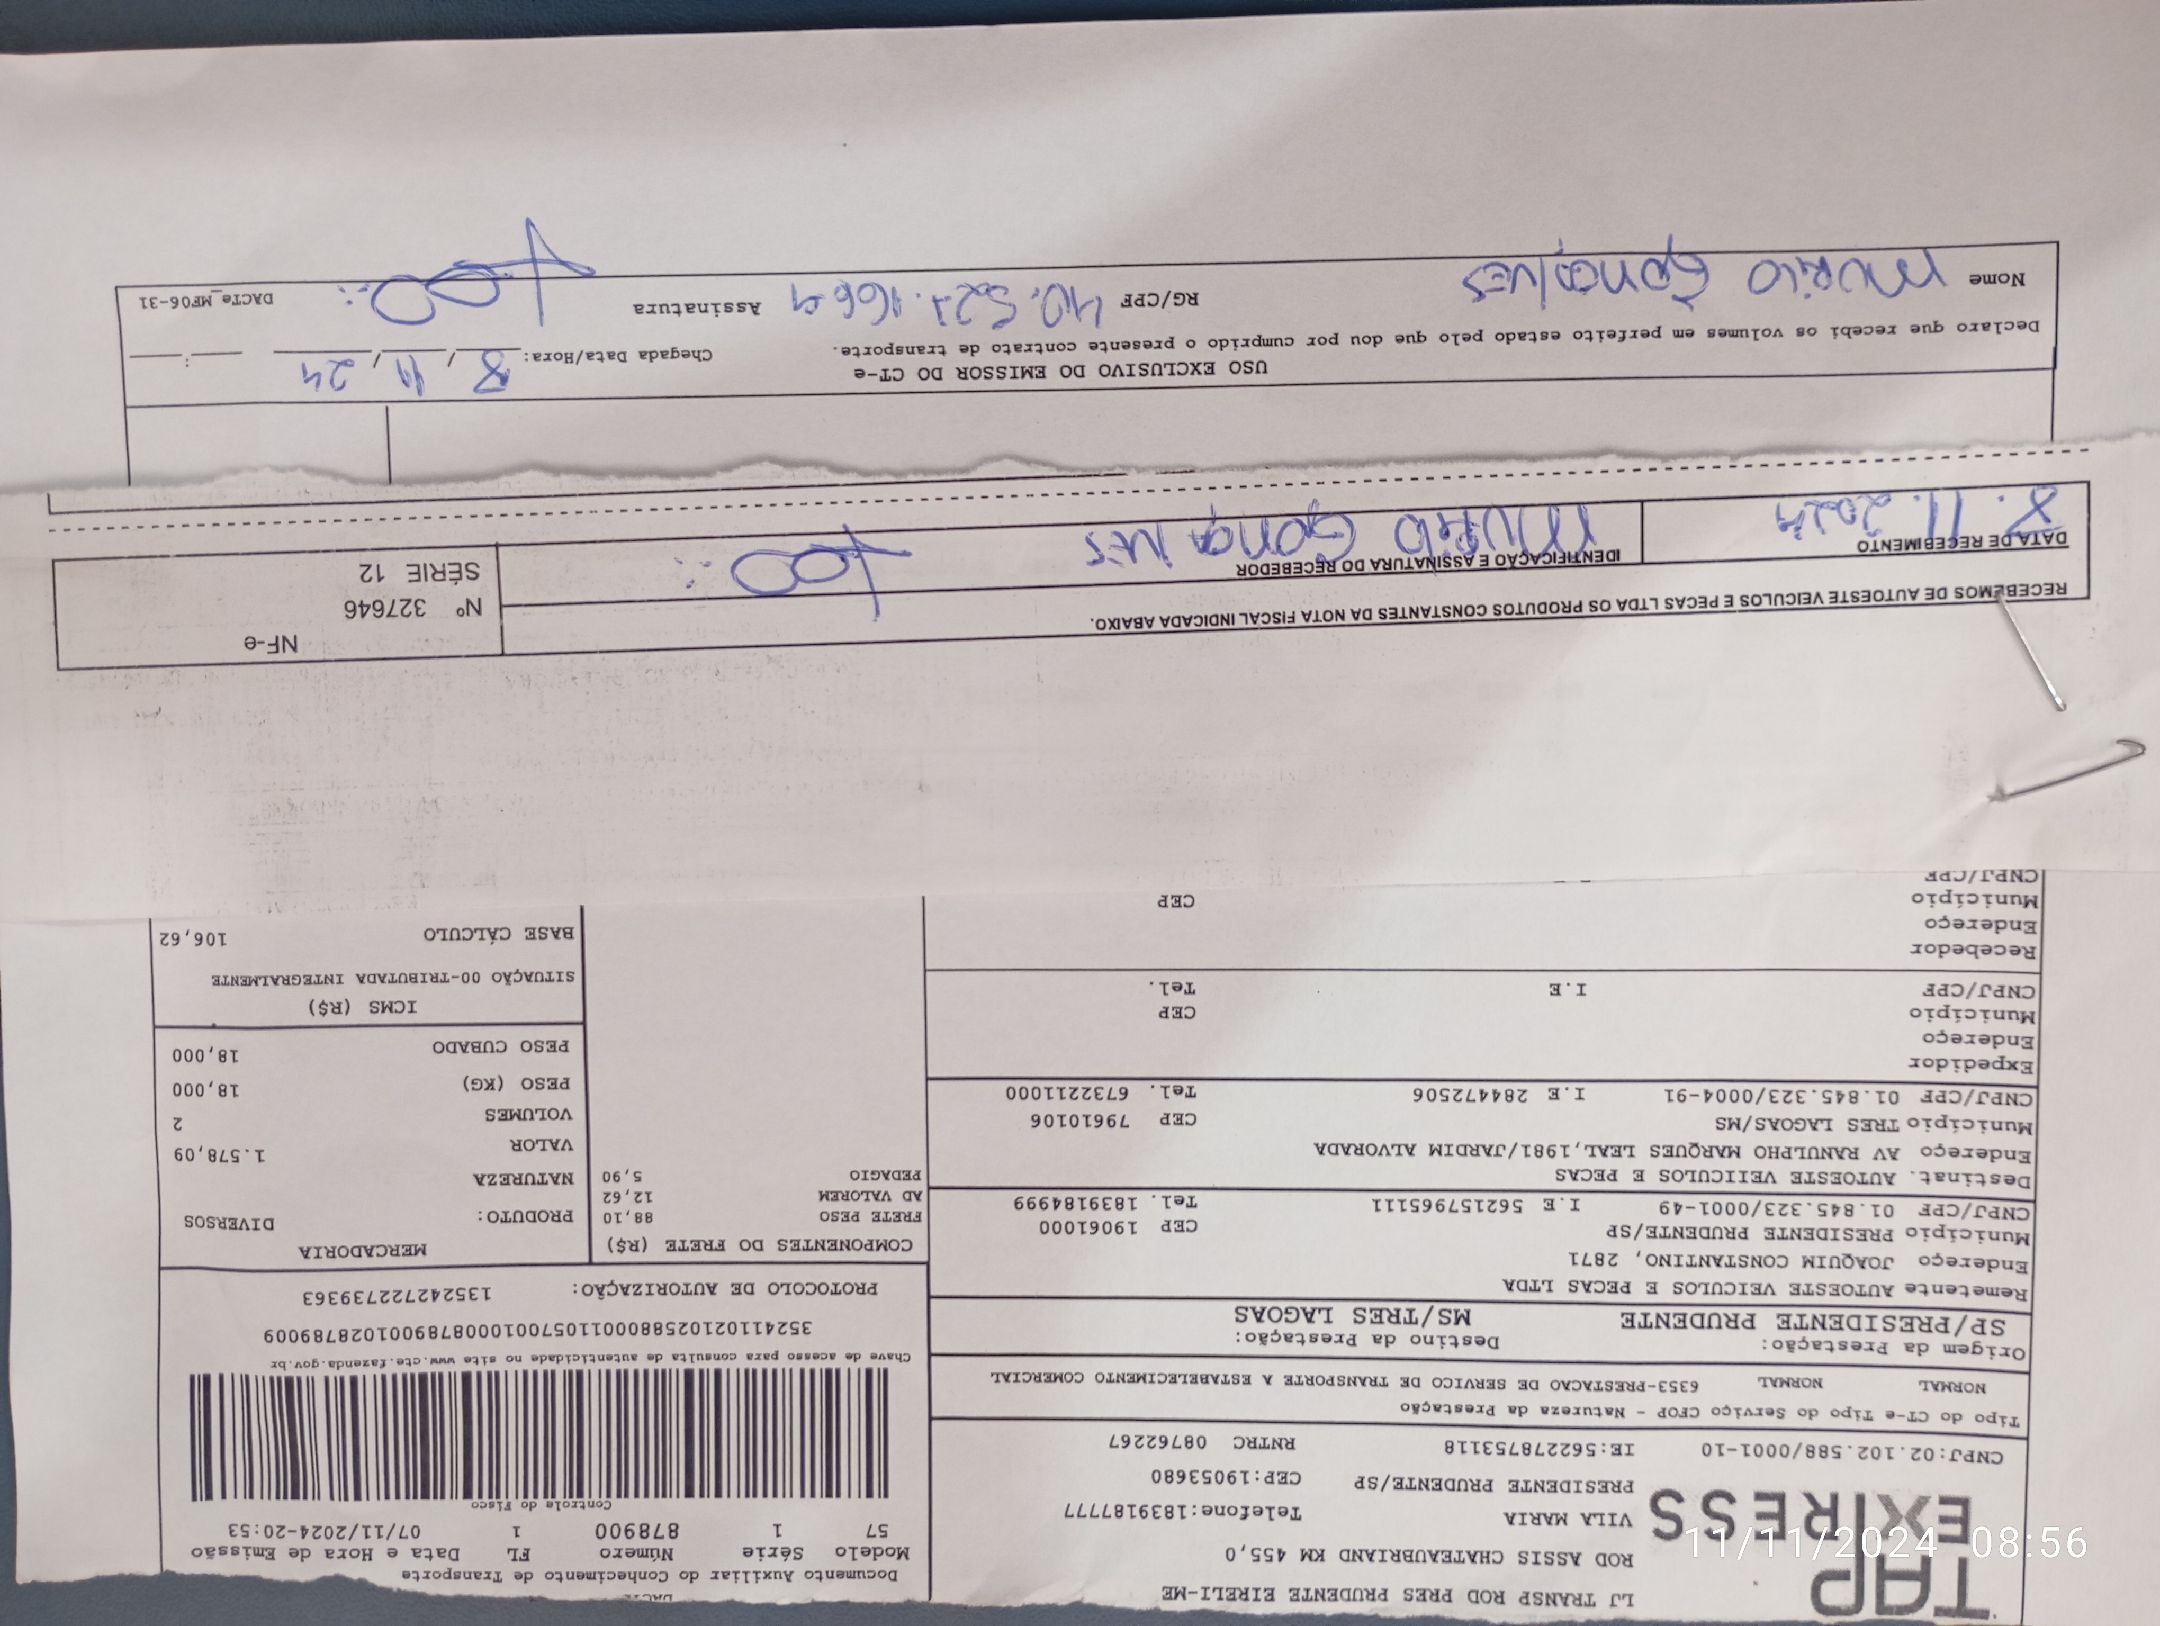 DACTE
TAP
EXPRESS
LJ TRANSP ROD PRES PRUDENTE EIRELI-ME
ROD ASSIS CHATEAUBRIAND KM 455,0
VILA MARIA Telefone:18391877777
PRESIDENTE PRUDENTE/SP CEP:19053680
CNPJ:02.102.588/0001-10 IE:562278753118 RNTRC 08762267
Documento Auxiliar do Conhecimento de Transporte
Modelo Série Número FL Data e Hora de Emissão
57 1 878900 1 07/11/2024-20:53
Controle do Fisco
Chave de acesso para consulta de autenticidade no site www.cte.fazenda.gov.br
35241102102588000110570010008789001028789009
PROTOCOLO DE AUTORIZAÇÃO: 135242722739363
Tipo do CT-e Tipo do Serviço CFOP - Natureza da Prestação
NORMAL NORMAL 6353-PRESTACAO DE SERVICO DE TRANSPORTE A ESTABELECIMENTO COMERCIAL
Origem da Prestação: Destino da Prestação:
SP/PRESIDENTE PRUDENTE MS/TRES LAGOAS
Remetente AUTOESTE VEICULOS E PECAS LTDA
Endereço JOAQUIM CONSTANTINO, 2871
Município PRESIDENTE PRUDENTE/SP CEP 19061000
CNPJ/CPF 01.845.323/0001-49 I.E 562157965111 Tel. 1839184999
Destinat. AUTOESTE VEIICULOS E PECAS
Endereço AV RANULPHO MARQUES LEAL,1981/JARDIM ALVORADA
Município TRES LAGOAS/MS CEP 79610106
CNPJ/CPF 01.845.323/0004-91 I.E 284472506 Tel. 6732211000
Expedidor
Endereço
Município CEP
CNPJ/CPF I.E Tel.
Recebedor
Endereço
Município CEP
CNPJ/CPF
COMPONENTES DO FRETE (R$)
FRETE PESO 88,10
AD VALOREM 12,62
PEDAGIO 5,90
MERCADORIA
PRODUTO: DIVERSOS
NATUREZA
VALOR 1.578,09
VOLUMES 2
PESO (KG) 18,000
PESO CUBADO 18,000
ICMS (R$)
SITUAÇÃO 00-TRIBUTADA INTEGRALMENTE
BASE CÁLCULO 106,62
RECEBEMOS DE AUTOESTE VEICULOS E PECAS LTDA OS PRODUTOS CONSTANTES DA NOTA FISCAL INDICADA ABAIXO.
DATA DE RECEBIMENTO
8.11.2024
IDENTIFICAÇÃO E ASSINATURA DO RECEBEDOR
MURILO GONÇALVES
NF-e
Nº 327646
SÉRIE 12
USO EXCLUSIVO DO EMISSOR DO CT-e
Declaro que recebi os volumes em perfeito estado pelo que dou por cumprido o presente contrato de transporte.
Chegada Data/Hora: 8/11/24 __:__
Nome MURILO GONÇALVES RG/CPF Assinatura
DACTe_MF06-31
11/11/2024 08:56